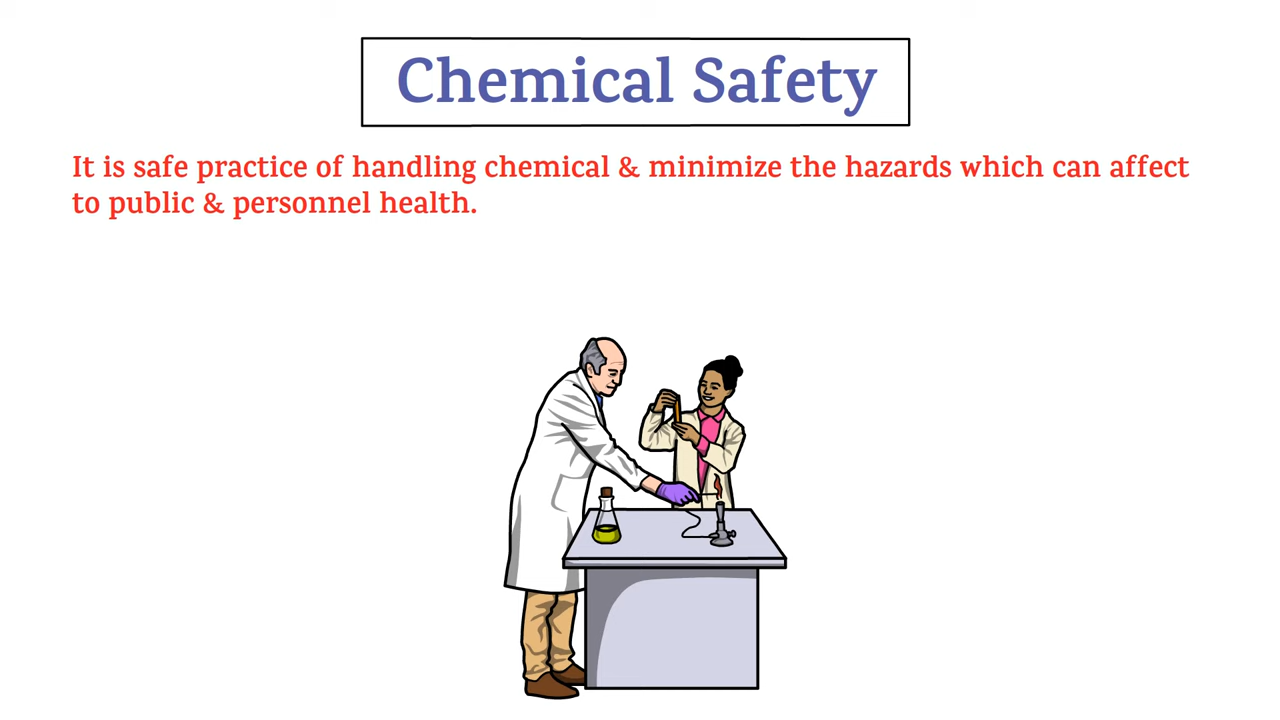 Chemical Safety
It is safe practice of handling chemical & minimize the hazards which can affect
to public & personnel health.